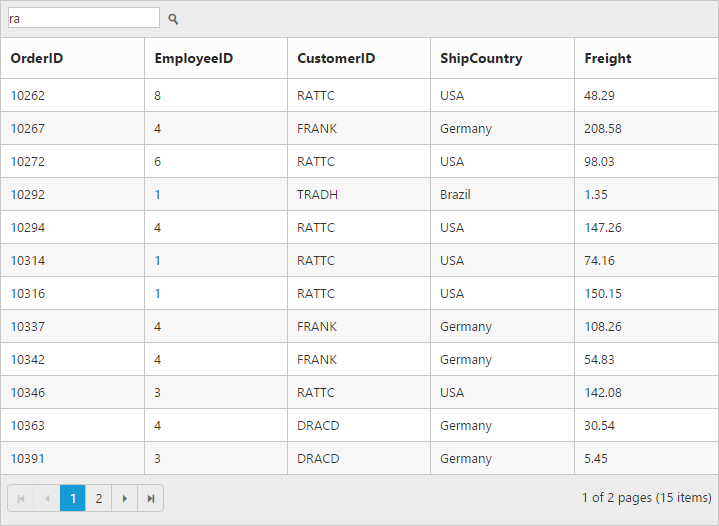 ra
OrderID EmployeeID CustomerID ShipCountry Freight
10262 8 RATTC USA 48.29
10267 4 FRANK Germany 208.58
10272 6 RATTC USA 98.03
10292 1 TRADH Brazil 1.35
10294 4 RATTC USA 147.26
10314 1 RATTC USA 74.16
10316 1 RATTC USA 150.15
10337 4 FRANK Germany 108.26
10342 4 FRANK Germany 54.83
10346 3 RATTC USA 142.08
10363 4 DRACD Germany 30.54
10391 3 DRACD Germany 5.45
1 2 1 of 2 pages (15 items)